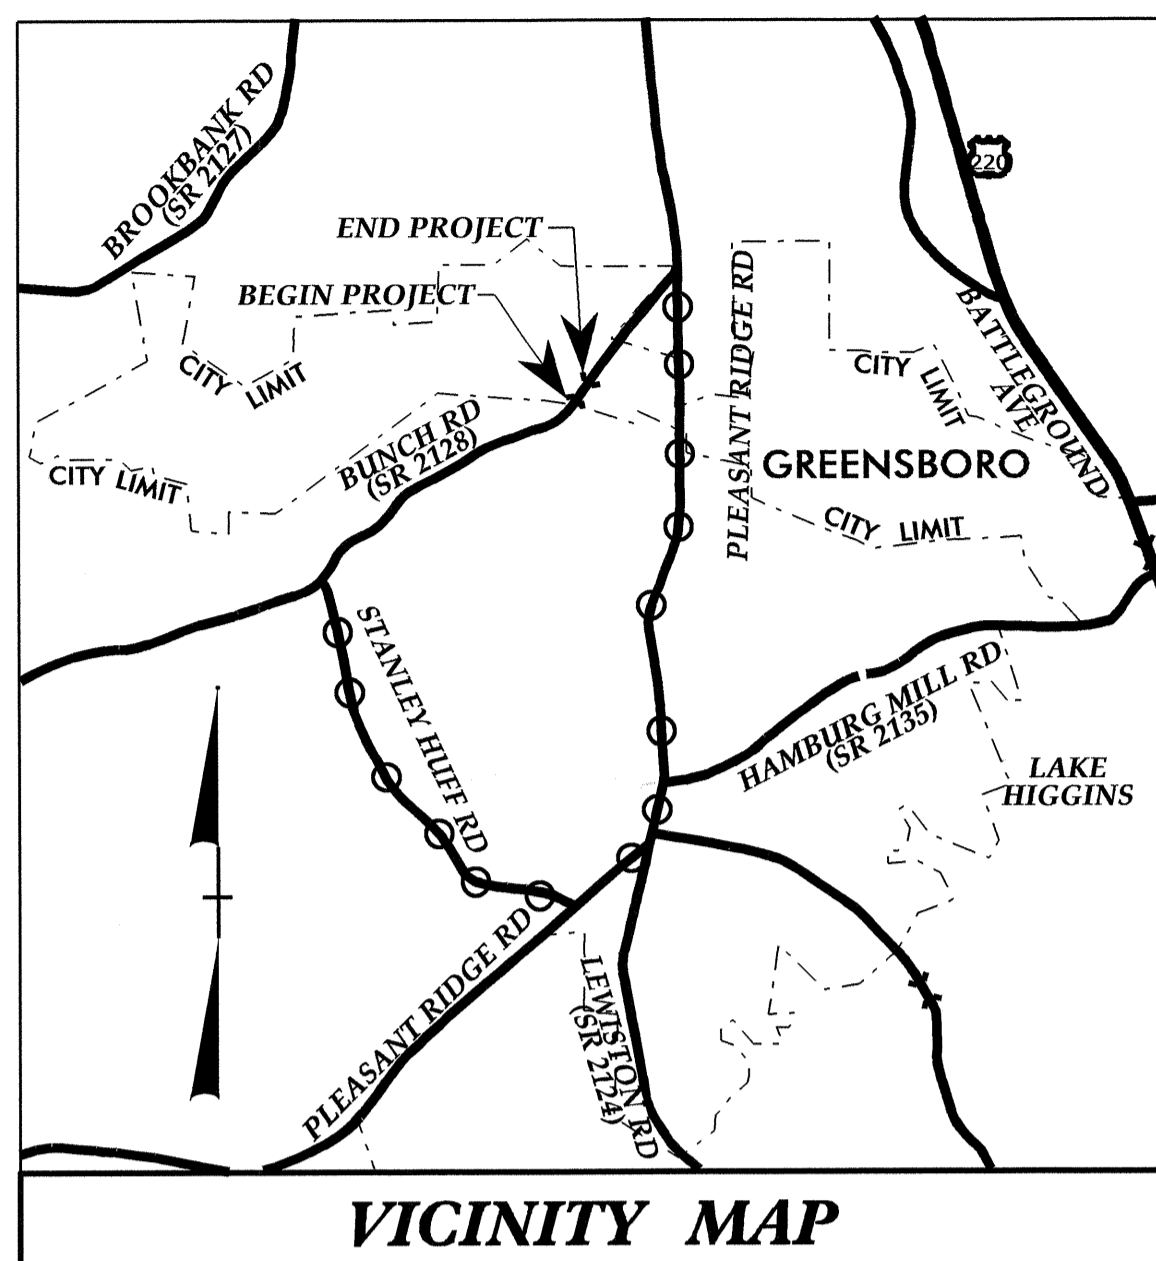 BROOKBANK RD
(SR 2127)
220
END PROJECT
BEGIN PROJECT
PLEASANT RIDGE RD
BATTLEGROUND
AVE
CITY LIMIT
CITY LIMIT
BUNCH RD
(SR 2128)
CITY LIMIT
GREENSBORO
CITY LIMIT
STANLEY HUFF RD
HAMBURG MILL RD
(SR 2135)
LAKE
HIGGINS
PLEASANT RIDGE RD
LEWISTON RD
(SR 2124)
VICINITY MAP